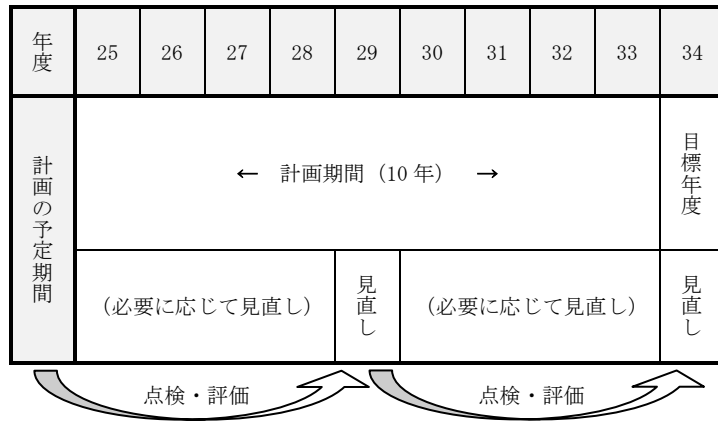 年度
25 26 27 28 29 30 31 32 33 34
計画の予定期間
← 計画期間（10 年） →
目標年度
（必要に応じて見直し）
見直し
（必要に応じて見直し）
見直し
点検・評価
点検・評価